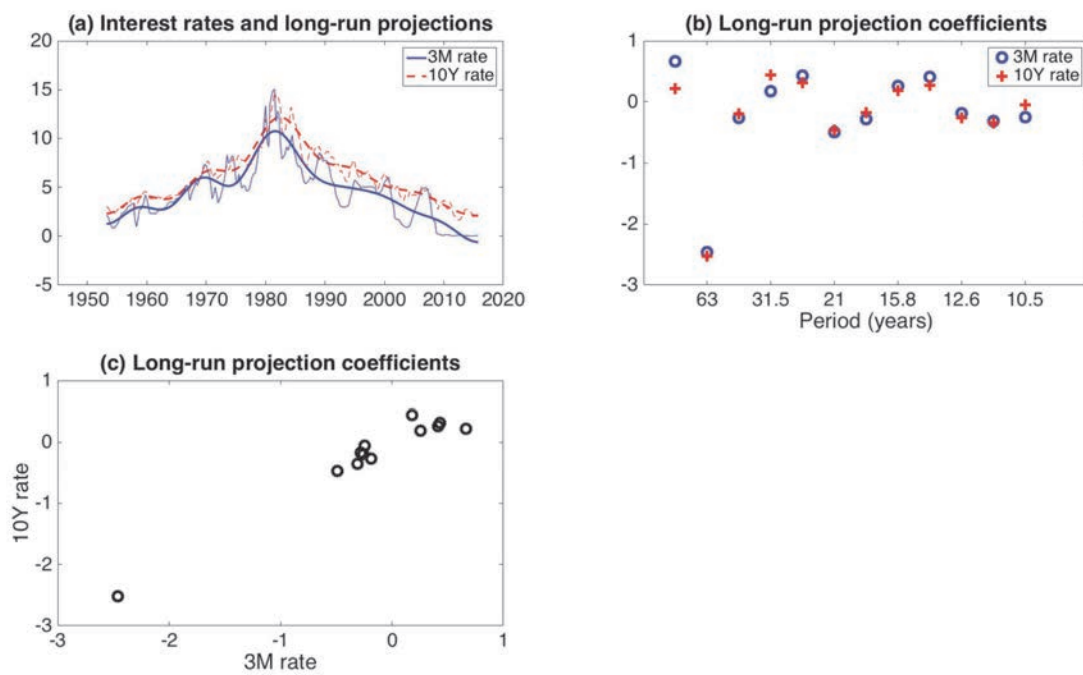 (a) Interest rates and long-run projections
20
15
10
5
0
-5
3M rate
10Y rate
1950 1960 1970 1980 1990 2000 2010 2020
(b) Long-run projection coefficients
1
0
-1
-2
-3
3M rate
10Y rate
63 31.5 21 15.8 12.6 10.5
Period (years)
(c) Long-run projection coefficients
1
0
-1
-2
-3
10Y rate
-3 -2 -1 0 1
3M rate